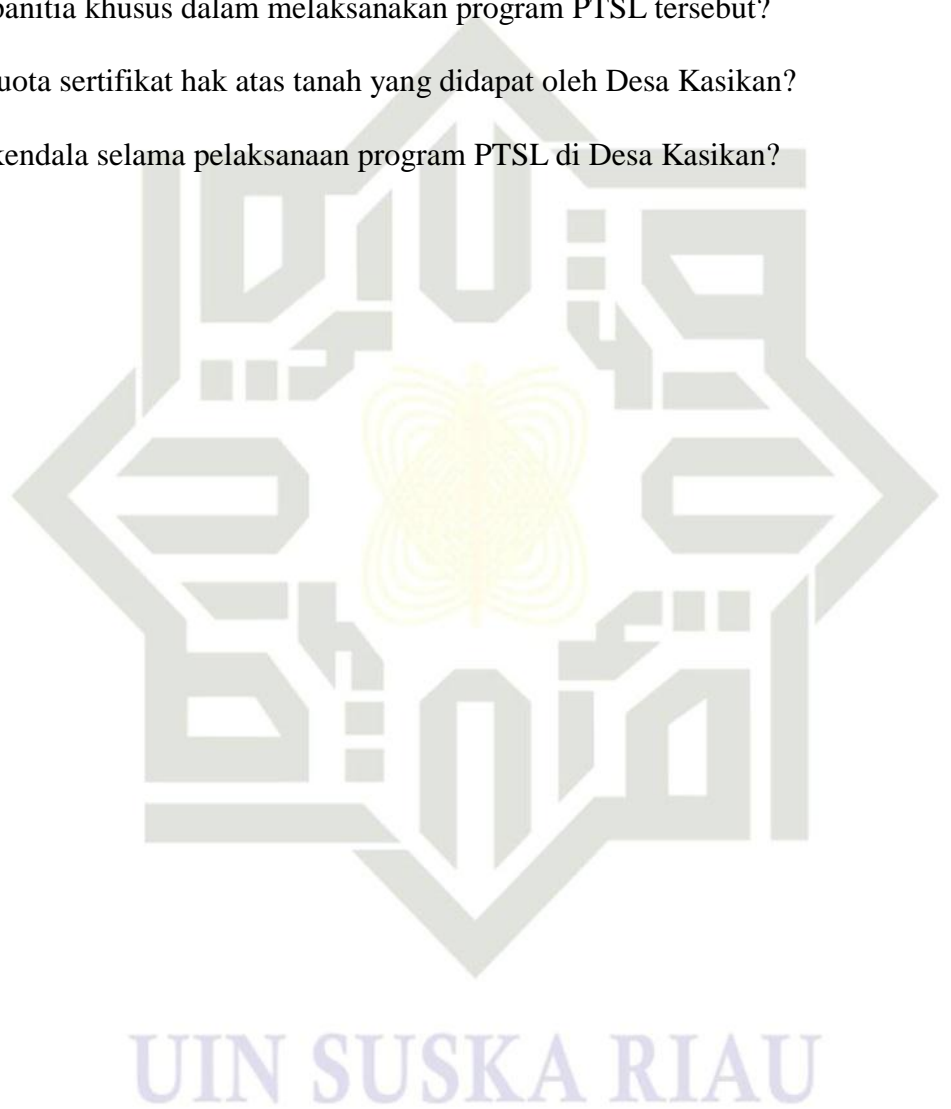 panitia khusus dalam melaksanakan program PTSL tersebut?
uota sertifikat hak atas tanah yang didapat oleh Desa Kasikan?
kendala selama pelaksanaan program PTSL di Desa Kasikan?
UIN SUSKA RIAU